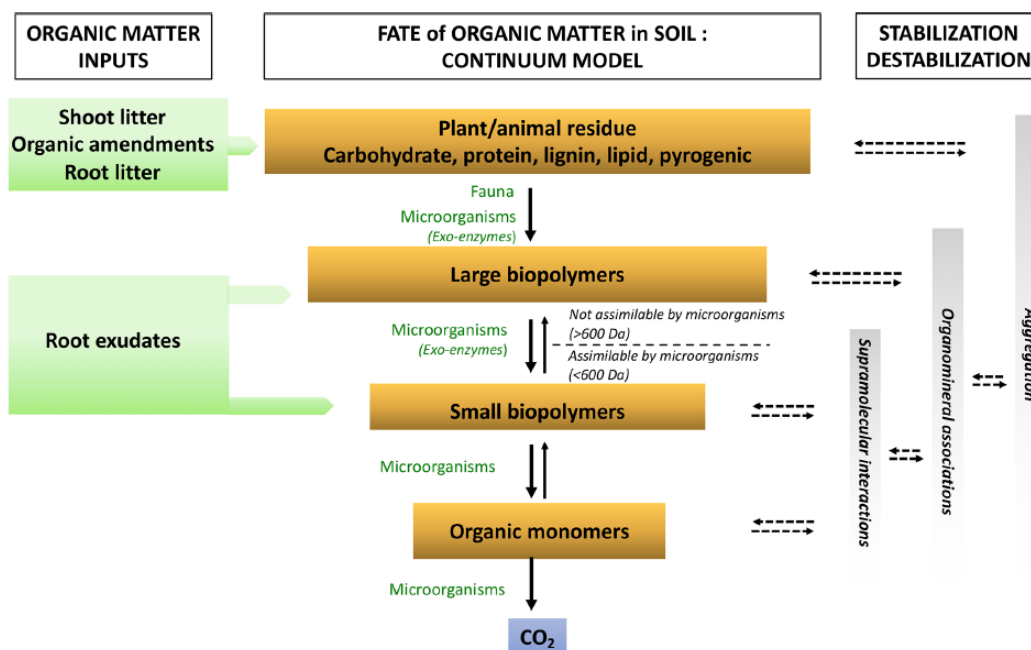 ORGANIC MATTER
INPUTS
FATE of ORGANIC MATTER in SOIL :
CONTINUUM MODEL
STABILIZATION
DESTABILIZATION
Shoot litter
Organic amendments
Root litter
Plant/animal residue
Carbohydrate, protein, lignin, lipid, pyrogenic
Fauna
Microorganisms
(Exo-enzymes)
Large biopolymers
Root exudates
Microorganisms
(Exo-enzymes)
Not assimilable by microorganisms
(>600 Da)
Assimilable by microorganisms
(<600 Da)
Small biopolymers
Microorganisms
Organic monomers
Microorganisms
CO₂
Supramolecular interactions
Organomineral associations
Aggregation